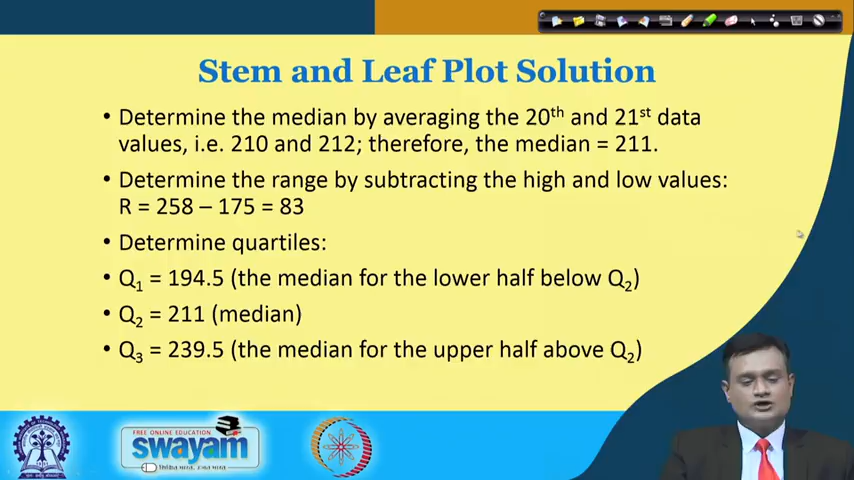 Stem and Leaf Plot Solution
• Determine the median by averaging the 20th and 21st data
values, i.e. 210 and 212; therefore, the median = 211.
• Determine the range by subtracting the high and low values:
R = 258 – 175 = 83
• Determine quartiles:
• Q1 = 194.5 (the median for the lower half below Q2)
• Q2 = 211 (median)
• Q3 = 239.5 (the median for the upper half above Q2)
FREE ONLINE EDUCATION
swayam